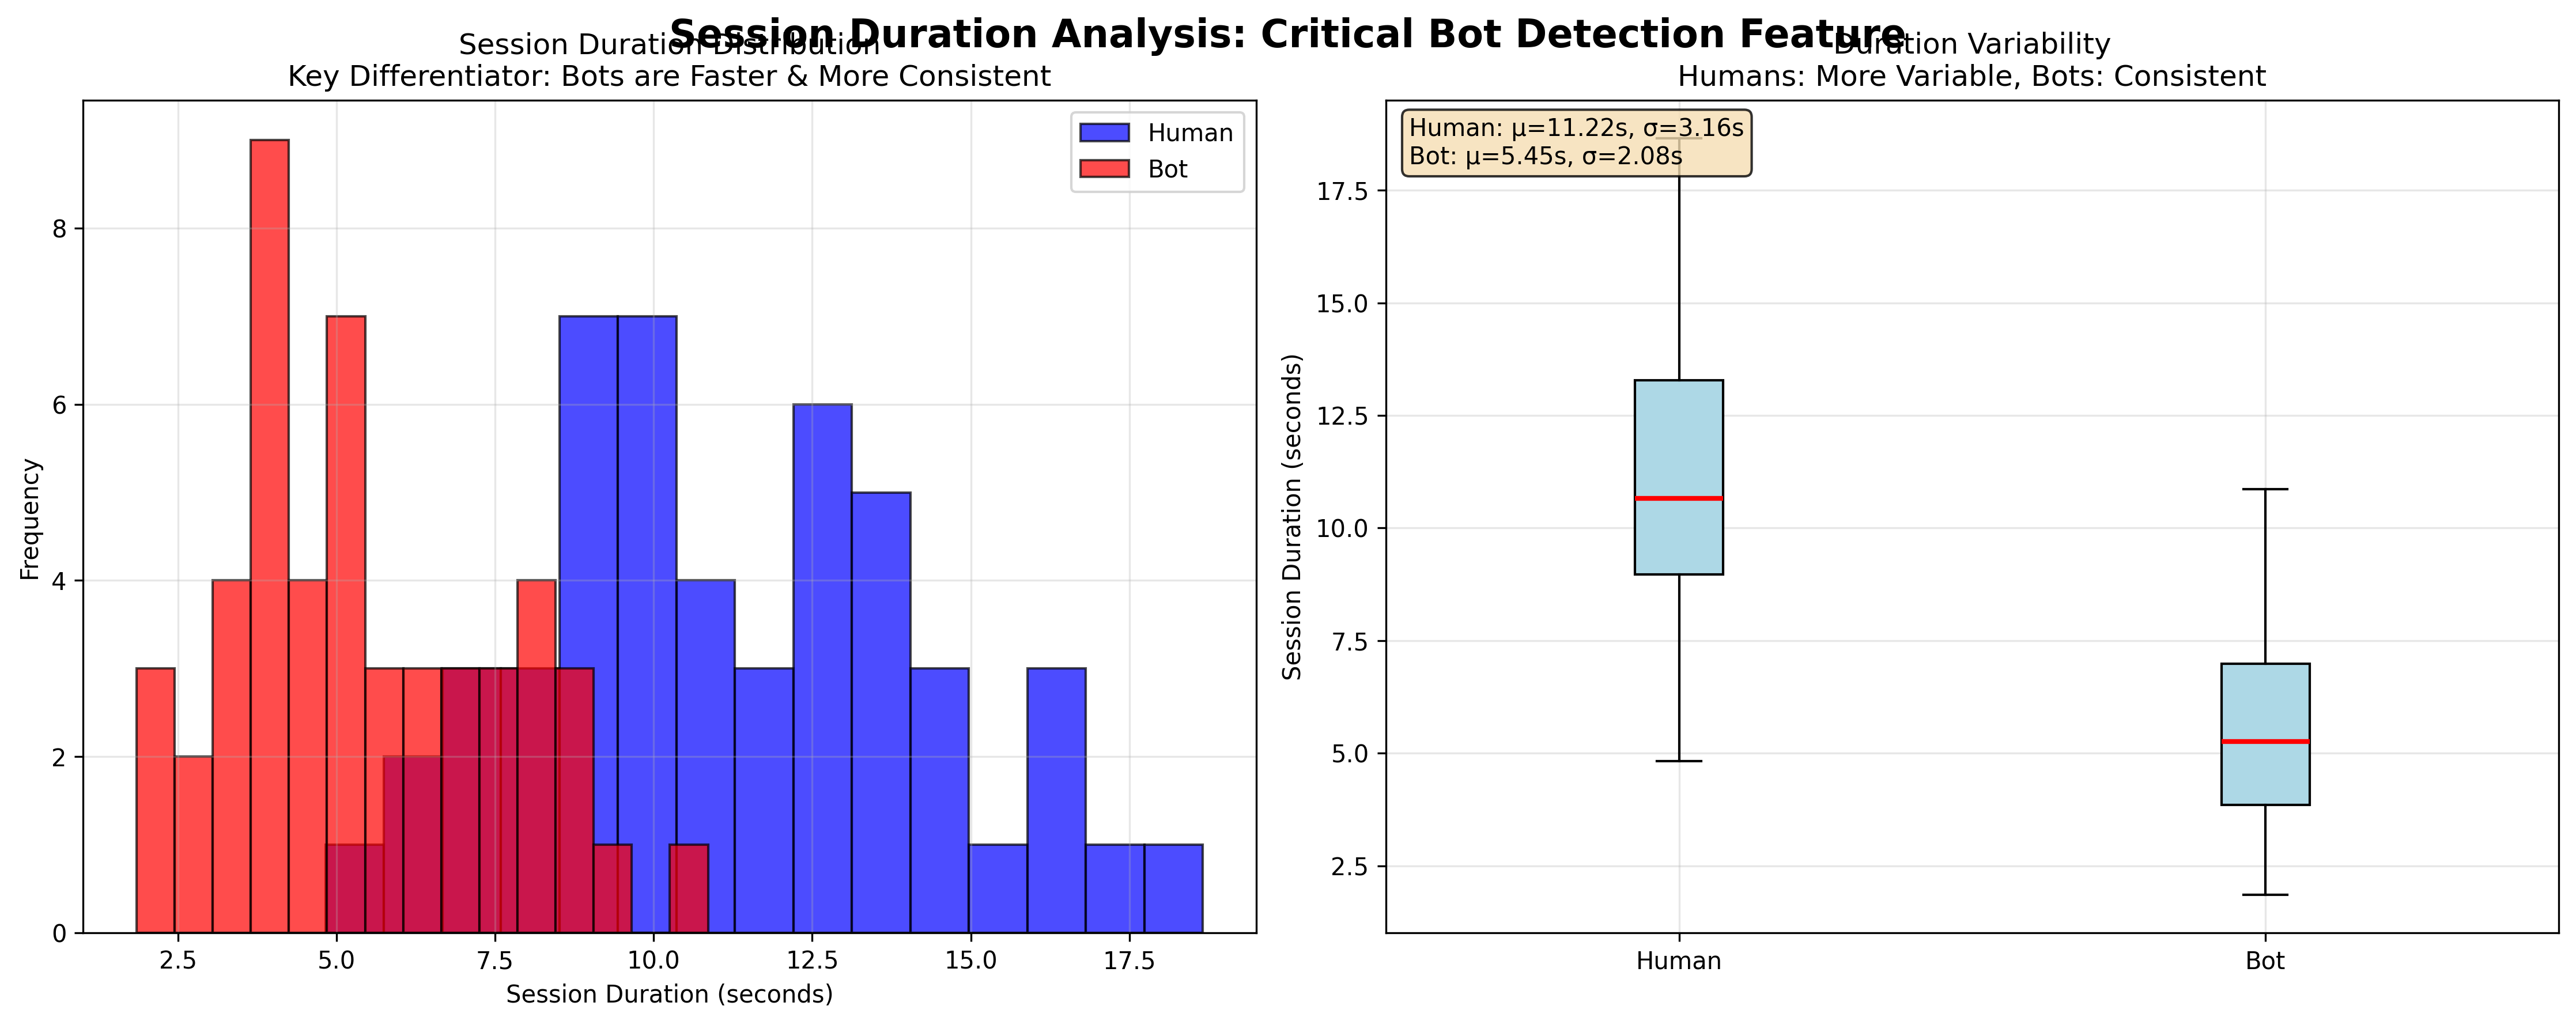 Session Duration Analysis: Critical Bot Detection Feature
Session Duration Distribution
Key Differentiator: Bots are Faster & More Consistent
Human
Bot
8
6
4
2
0
Frequency
2.5
5.0
7.5
10.0
12.5
15.0
17.5
Session Duration (seconds)
Duration Variability
Humans: More Variable, Bots: Consistent
Human: μ=11.22s, σ=3.16s
Bot: μ=5.45s, σ=2.08s
17.5
15.0
12.5
10.0
7.5
5.0
2.5
Session Duration (seconds)
Human
Bot